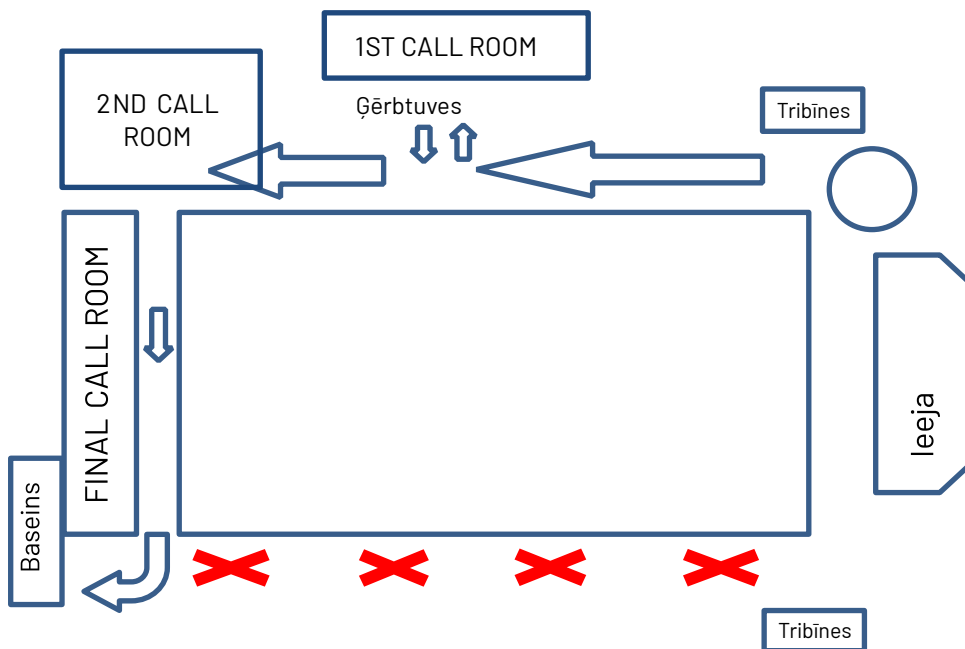 1ST CALL ROOM
2ND CALL
ROOM
Ģērbtuves
Tribīnes
FINAL CALL ROOM
Ieeja
Baseins
Tribīnes